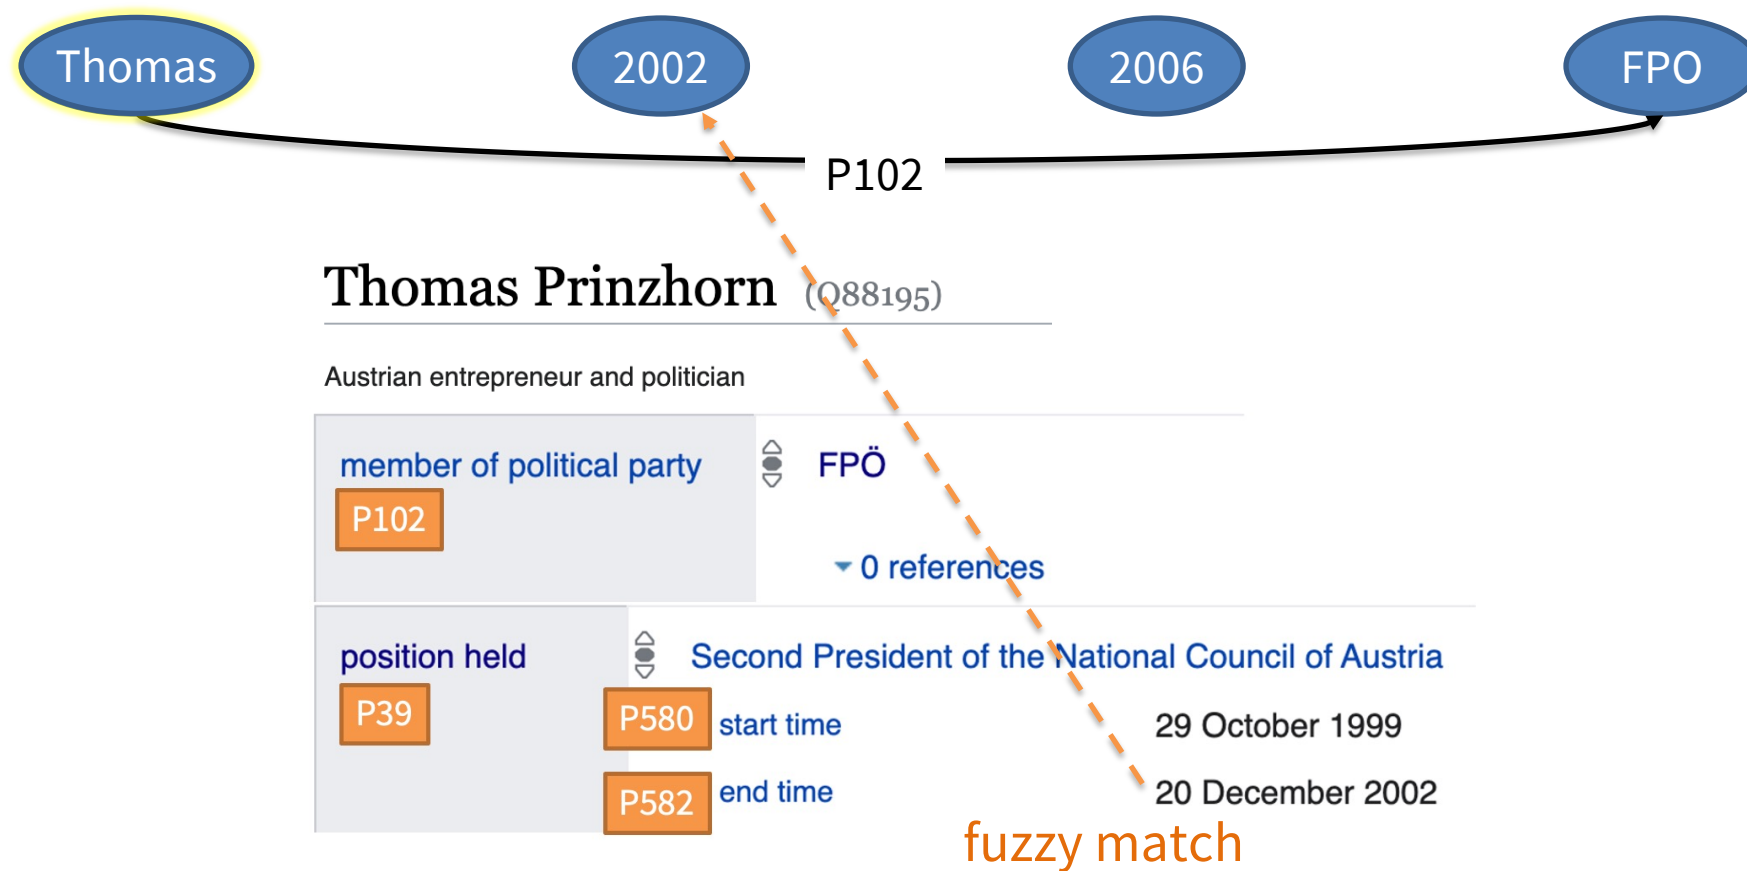 Thomas 2002 2006 FPO
P102
Thomas Prinzhorn (Q88195)
Austrian entrepreneur and politician
member of political party FPÖ
P102
0 references
position held Second President of the National Council of Austria
P39 P580 start time 29 October 1999
P582 end time 20 December 2002
fuzzy match